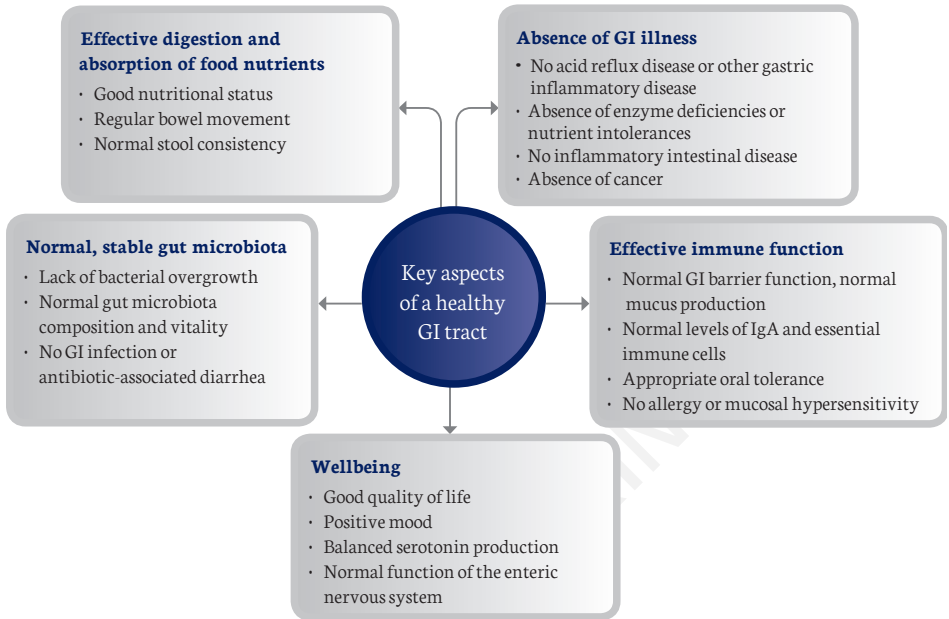 Effective digestion and
absorption of food nutrients
· Good nutritional status
· Regular bowel movement
· Normal stool consistency
Absence of GI illness
• No acid reflux disease or other gastric
inflammatory disease
· Absence of enzyme deficiencies or
nutrient intolerances
· No inflammatory intestinal disease
· Absence of cancer
Normal, stable gut microbiota
· Lack of bacterial overgrowth
· Normal gut microbiota
composition and vitality
· No GI infection or
antibiotic-associated diarrhea
Key aspects
of a healthy
GI tract
Effective immune function
· Normal GI barrier function, normal
mucus production
· Normal levels of IgA and essential
immune cells
· Appropriate oral tolerance
· No allergy or mucosal hypersensitivity
Wellbeing
· Good quality of life
· Positive mood
· Balanced serotonin production
· Normal function of the enteric
nervous system